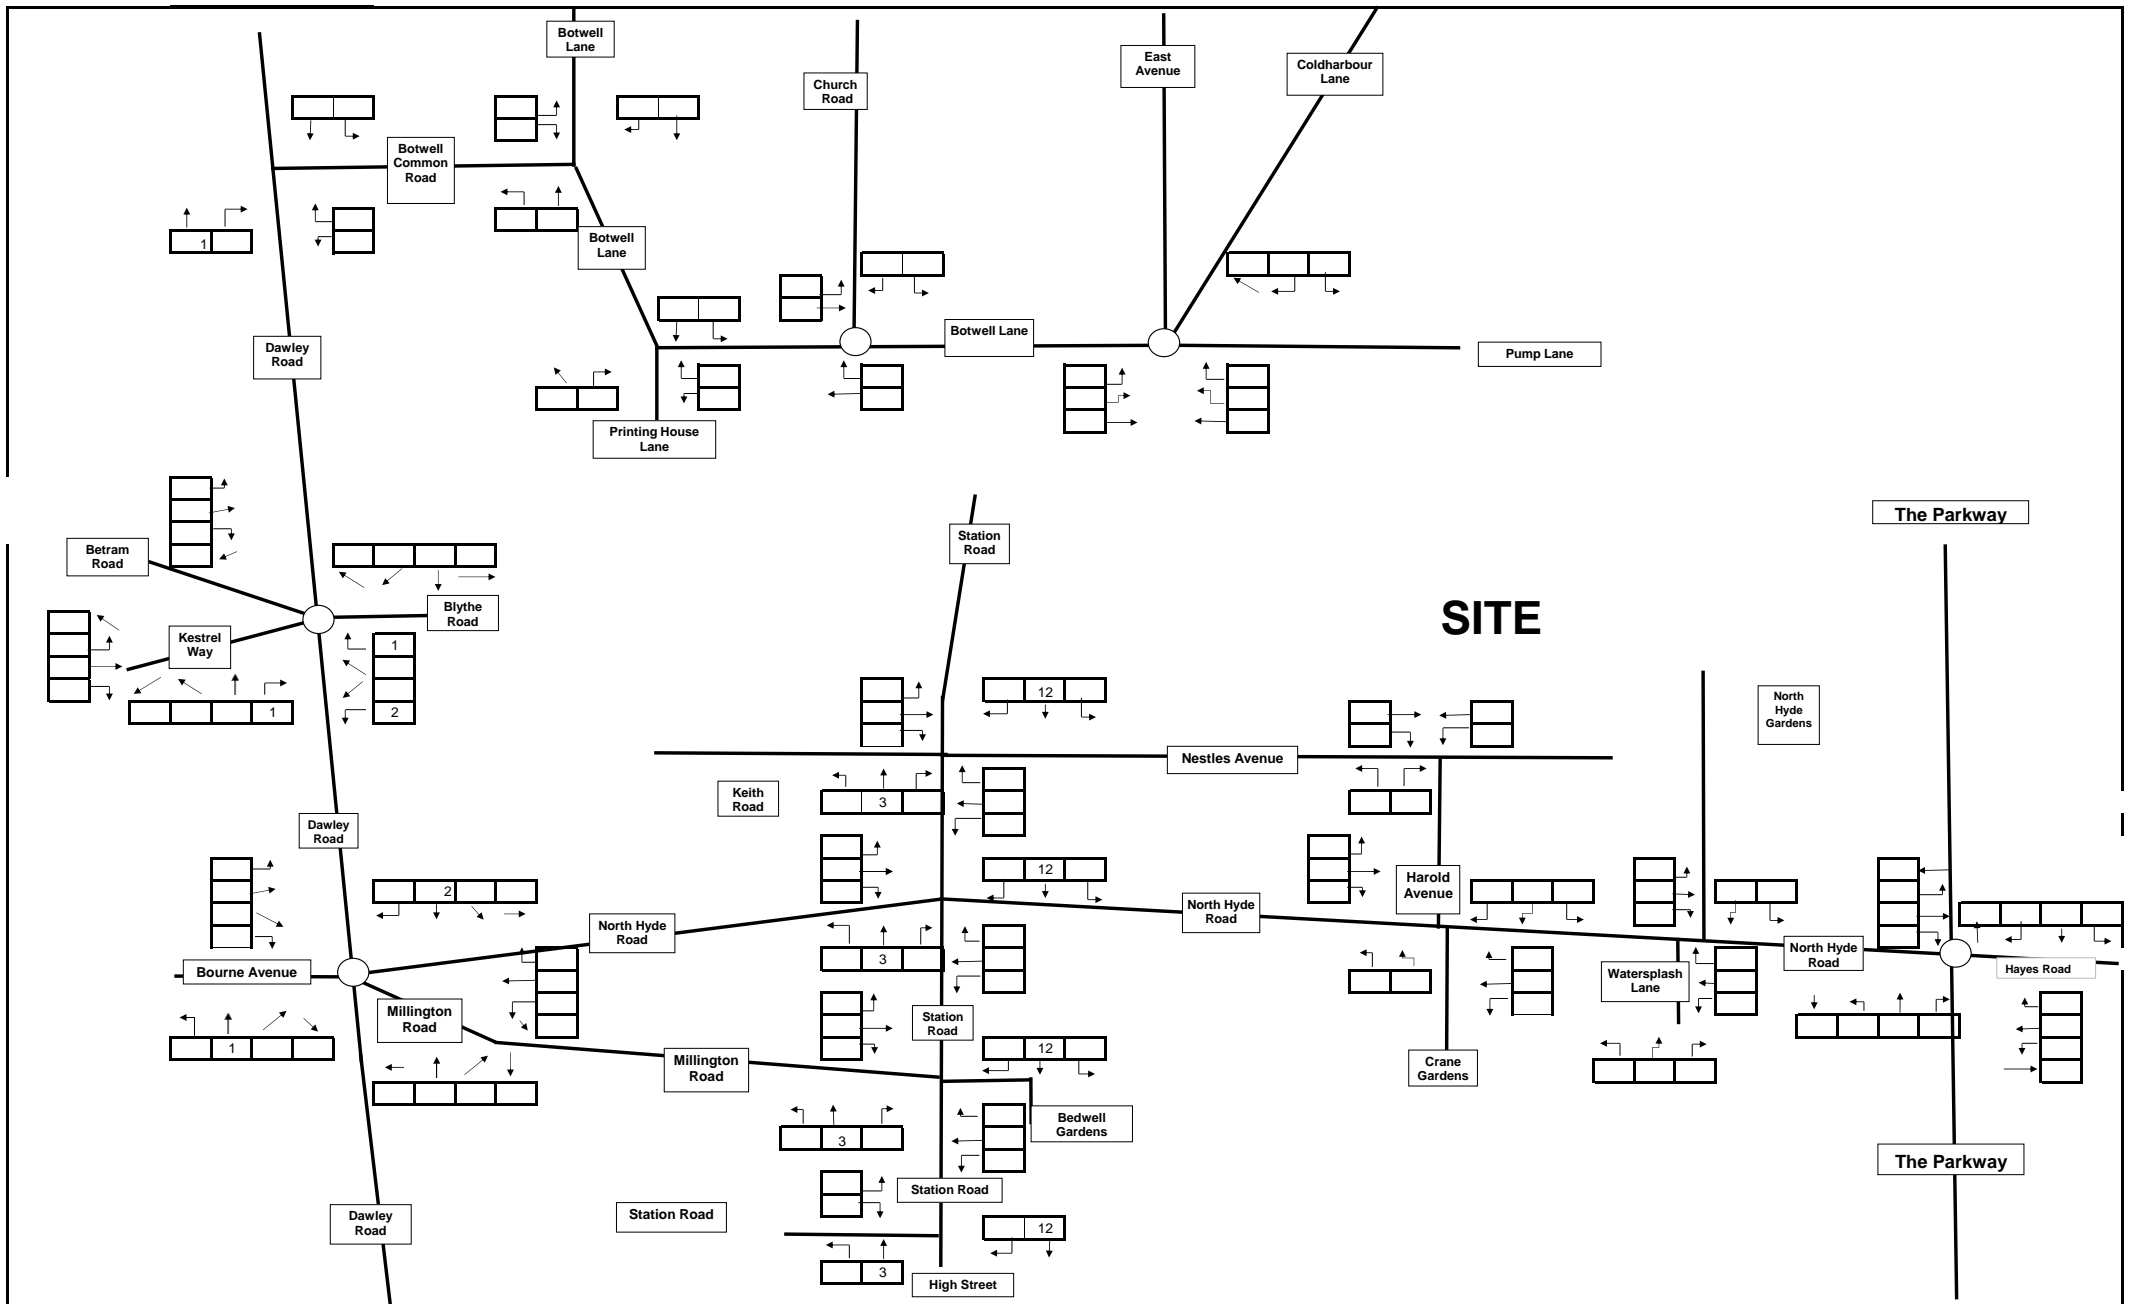 Botwell
Lane
East
Avenue
Coldharbour
Lane
Church
Road
Botwell
Common
Road
1
Botwell
Lane
Botwell Lane
Dawley
Road
Pump Lane
Printing House
Lane
The Parkway
Station
Road
Betram
Road
SITE
Blythe
Road
Kestrel
Way
1
2
1
12
North
Hyde
Gardens
Nestles Avenue
Keith
Road
3
Dawley
Road
12
Harold
Avenue
2
North Hyde
Road
North Hyde
Road
North Hyde
Road
3
Bourne Avenue
Hayes Road
Watersplash
Lane
Millington
Road
Station
Road
1
12
Millington
Road
Crane
Gardens
Bedwell
Gardens
3
The Parkway
Station Road
Station Road
Dawley
Road
12
3
High Street